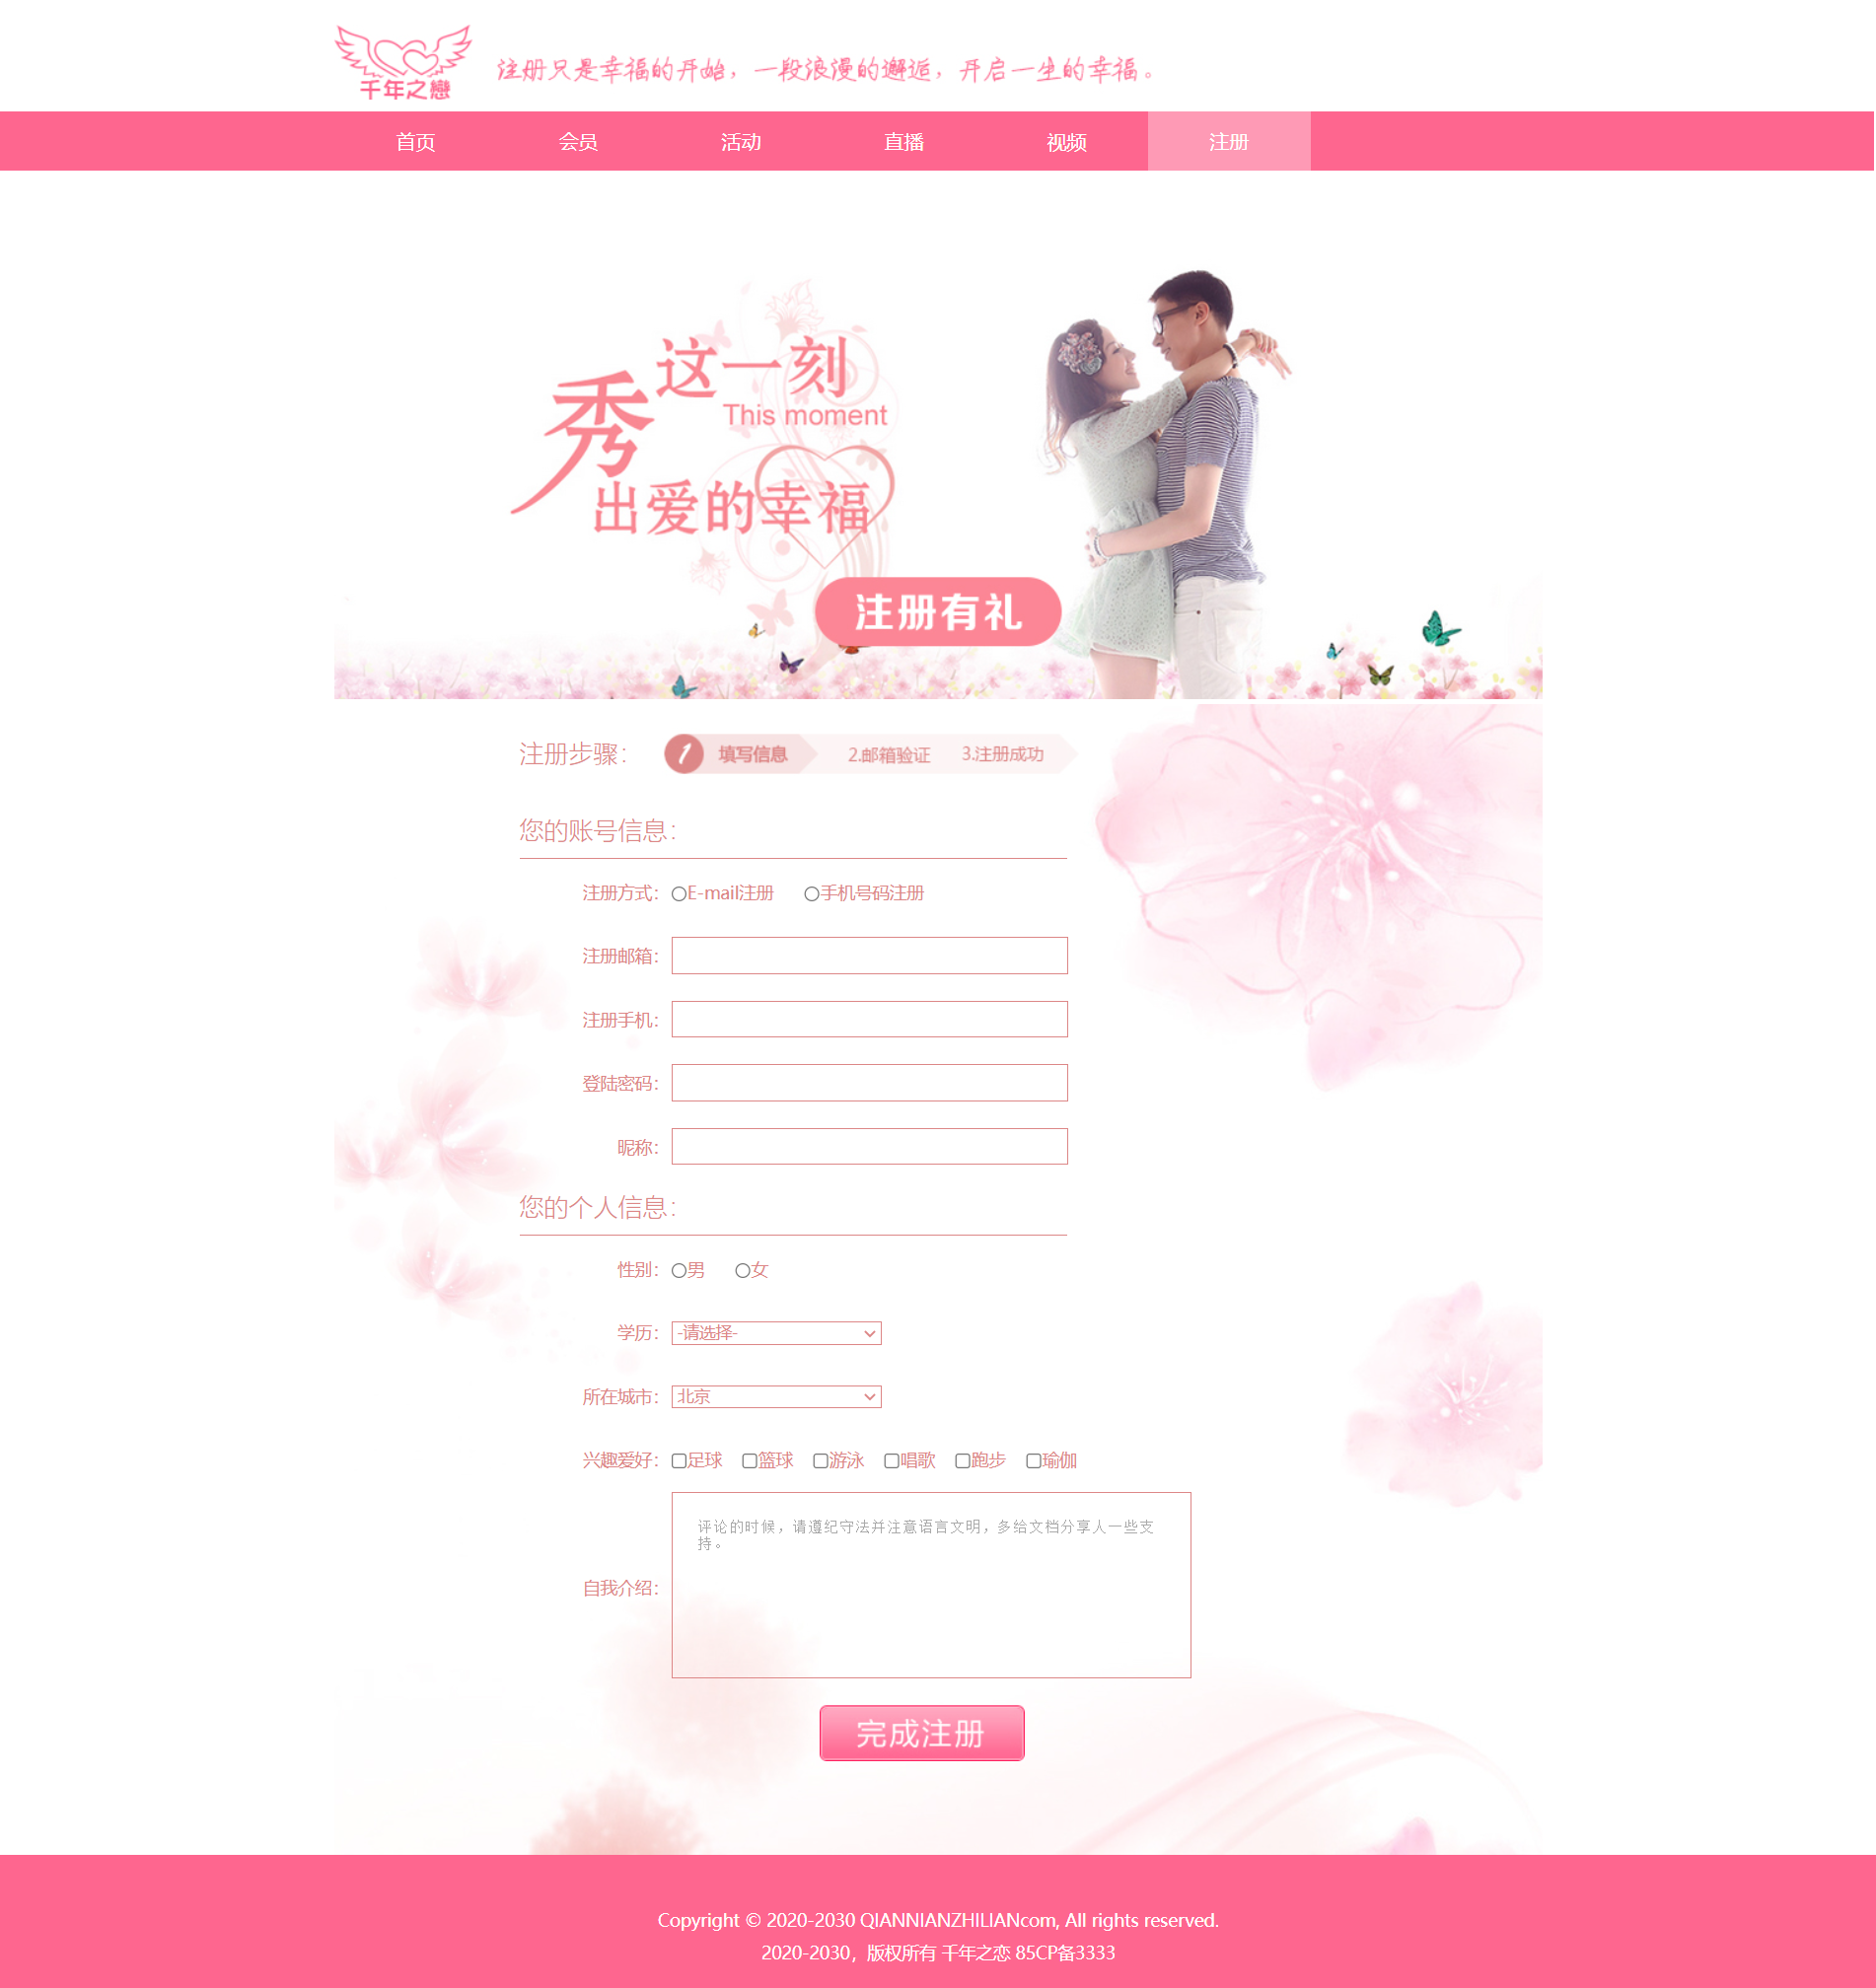 千年之戀
注册只是幸福的开始，一段浪漫的邂逅，开启一生的幸福。
首页 会员 活动 直播 视频 注册
这一刻
This moment
秀
出爱的幸福
注册有礼
注册步骤： 1 填写信息 2.邮箱验证 3.注册成功
您的账号信息：
注册方式： E-mail注册 手机号码注册
注册邮箱：
注册手机：
登陆密码：
昵称：
您的个人信息：
性别： 男 女
学历： -请选择-
所在城市： 北京
兴趣爱好： 足球 篮球 游泳 唱歌 跑步 瑜伽
评论的时候，请遵纪守法并注意语言文明，多给文档分享人一些支
持。
自我介绍：
完成注册
Copyright © 2020-2030 QIANNIANZHILIANcom, All rights reserved.
2020-2030，版权所有 千年之恋 85CP备3333